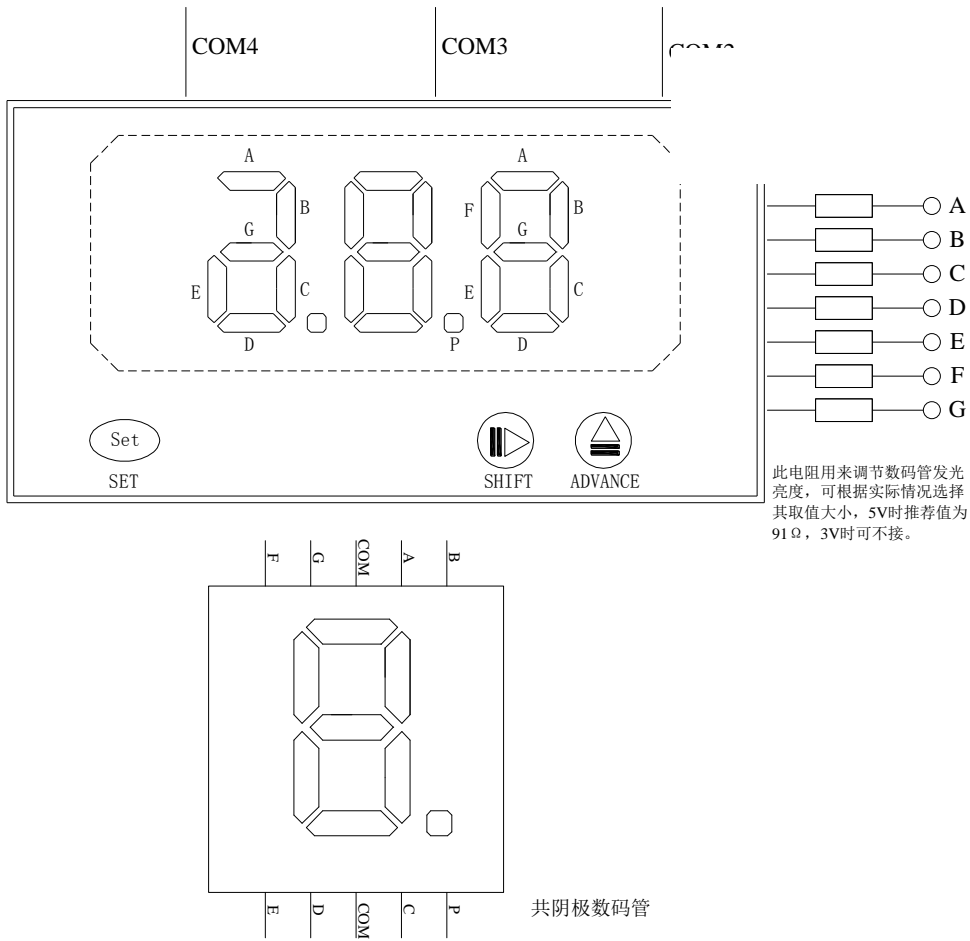 COM4 COM3
A A
B F B
G G
E C E C
D P D
A
B
C
D
E
F
G
Set
SET SHIFT ADVANCE
此电阻用来调节数码管发光
亮度，可根据实际情况选择
其取值大小，5V时推荐值为
91Ω，3V时可不接。
F G COM A B
E D COM C P
共阴极数码管